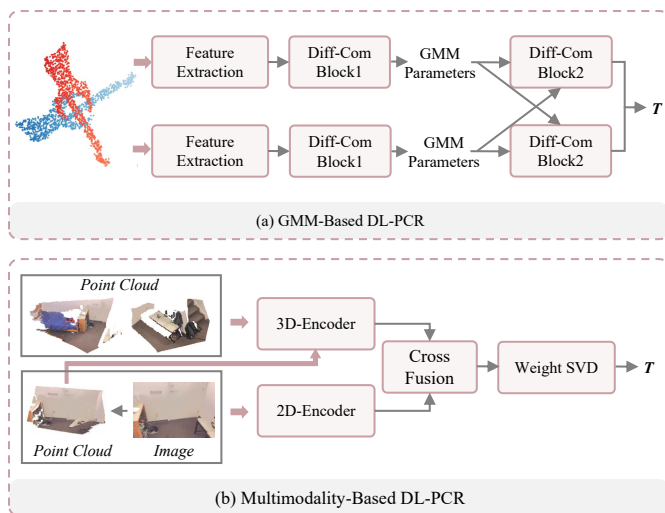 Feature
Extraction
Diff-Com
Block1
GMM
Parameters
Diff-Com
Block2
T
Feature
Extraction
Diff-Com
Block1
GMM
Parameters
Diff-Com
Block2
(a) GMM-Based DL-PCR
Point Cloud
3D-Encoder
Cross
Fusion
Weight SVD
T
2D-Encoder
Point Cloud
Image
(b) Multimodality-Based DL-PCR